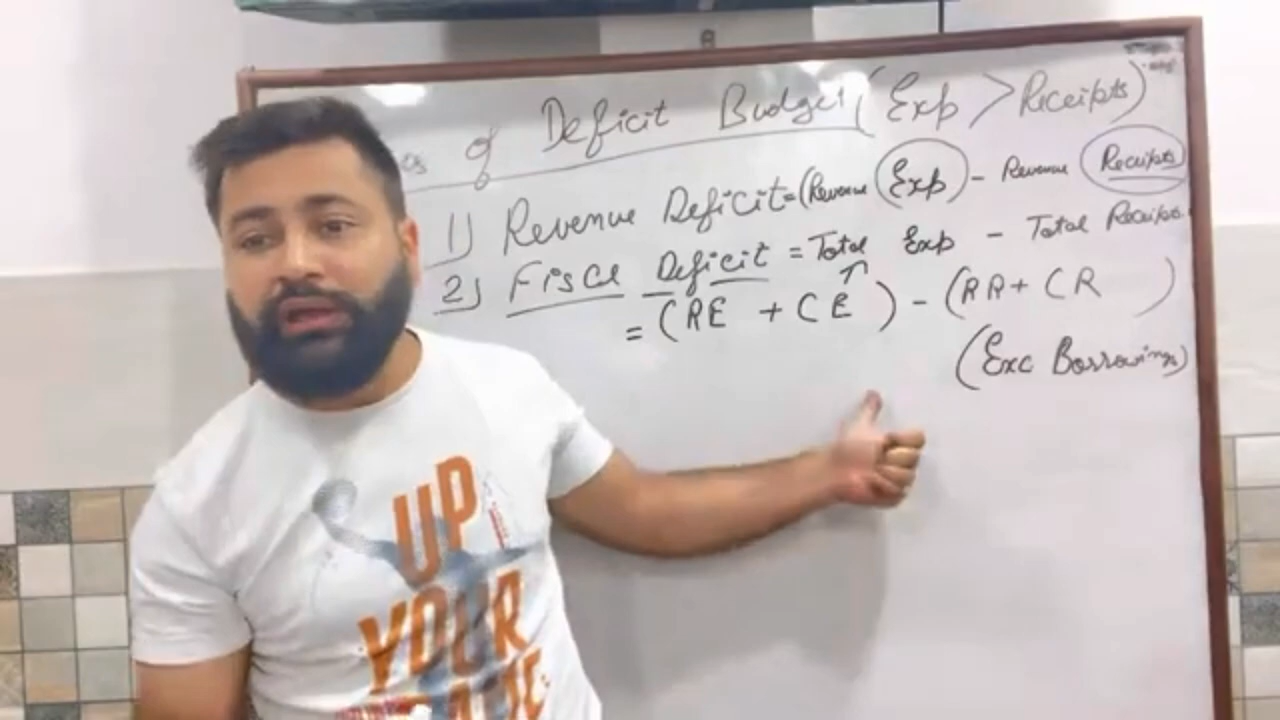 of Deficit Budget (Exp > Receipts)
1) Revenue Deficit = (Revenue Exp) - Revenue Receipts
2) Fiscal Deficit = Total Exp - Total Receipts
= (RE + CE ↑) - (RR + CR )
(Exc Borrowings)
UP
YOUR